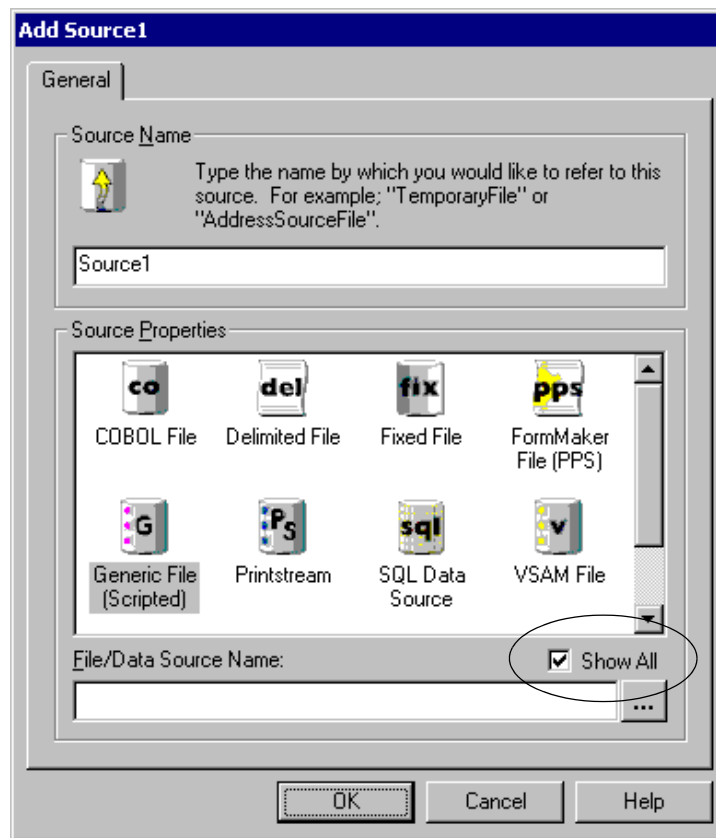 Add Source1
General
Source Name
Type the name by which you would like to refer to this
source.  For example; "TemporaryFile" or
"AddressSourceFile".
Source1
Source Properties
co
del
fix
pps
COBOL File
Delimited File
Fixed File
FormMaker
File (PPS)
G
Ps
sql
v
Generic File
(Scripted)
Printstream
SQL Data
Source
VSAM File
File/Data Source Name:
Show All
...
OK
Cancel
Help